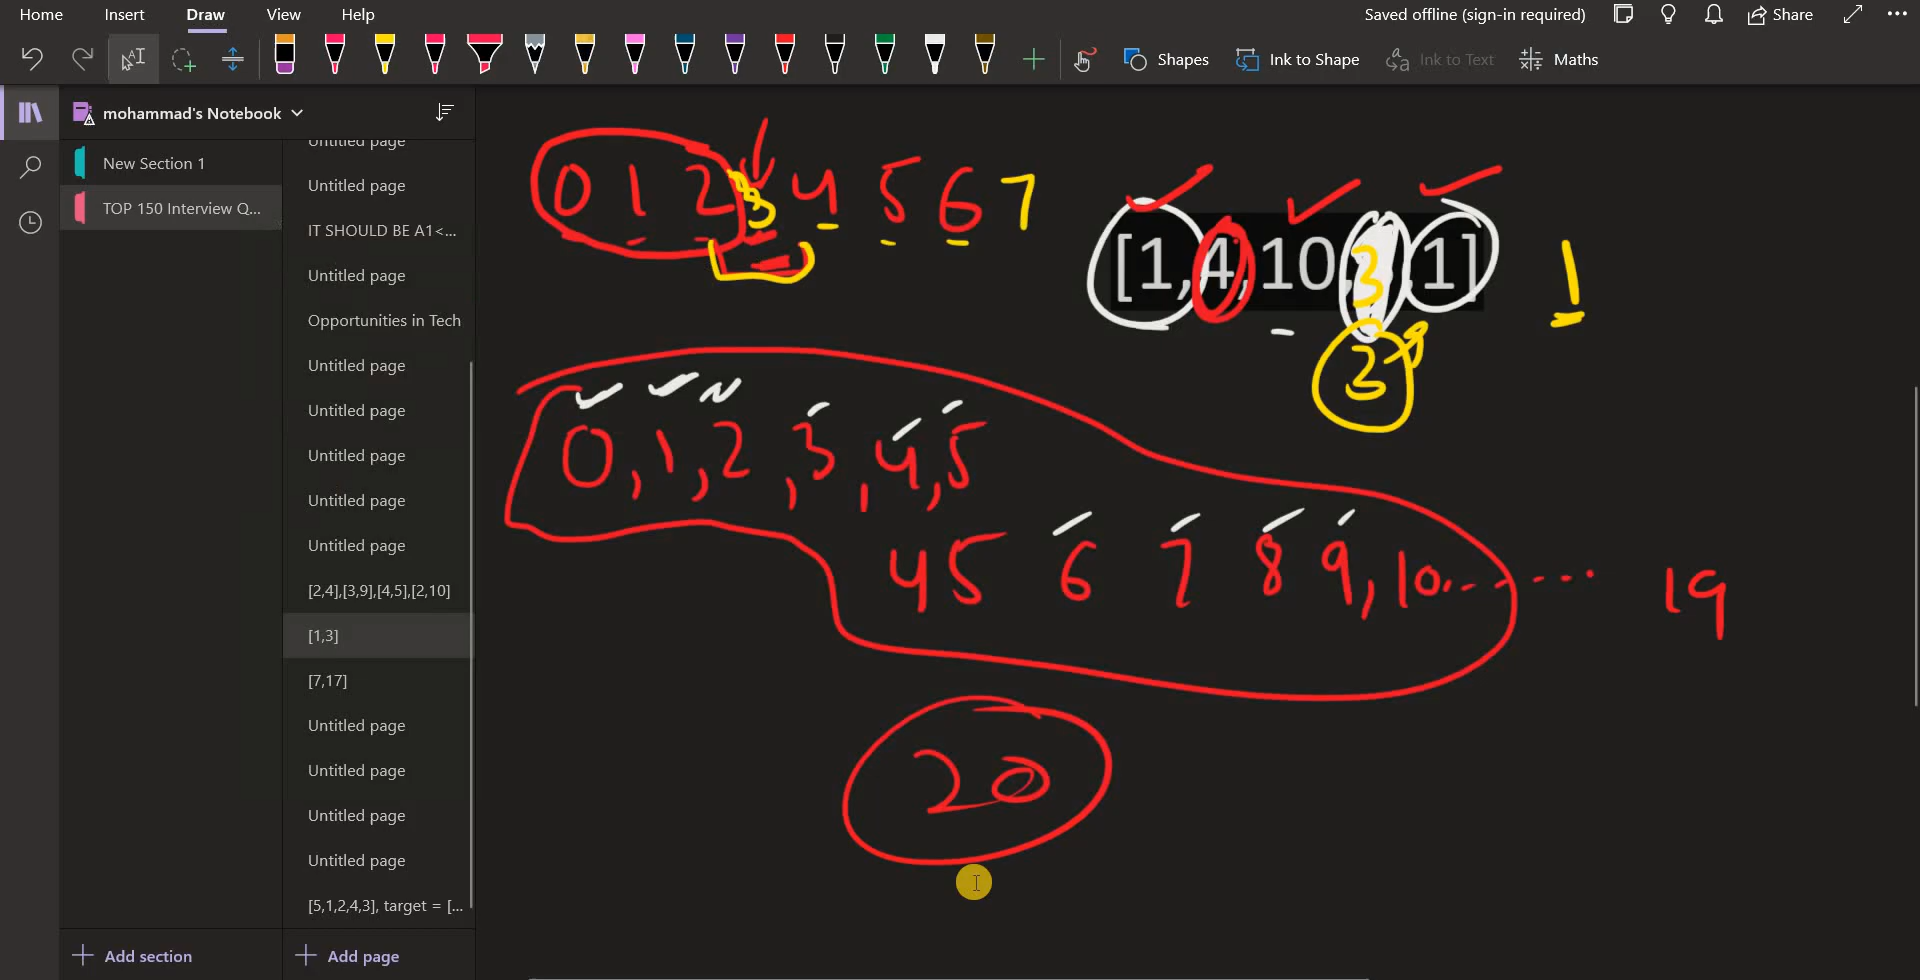 Home Insert Draw View Help
Saved offline (sign-in required) Share
Shapes Ink to Shape Ink to Text Maths
mohammad's Notebook
New Section 1
TOP 150 Interview Q...
Untitled page
Untitled page
IT SHOULD BE A1<...
Untitled page
Opportunities in Tech
Untitled page
Untitled page
Untitled page
Untitled page
Untitled page
[2,4],[3,9],[4,5],[2,10]
[1,3]
[7,17]
Untitled page
Untitled page
Untitled page
Untitled page
[5,1,2,4,3], target = [...
Add section
Add page
0 1 2 3 4 5 6 7
[1,4,10,3,1] 1
2
0,1,2,3,4,5
4 5 6 7 8 9,10....... 19
20